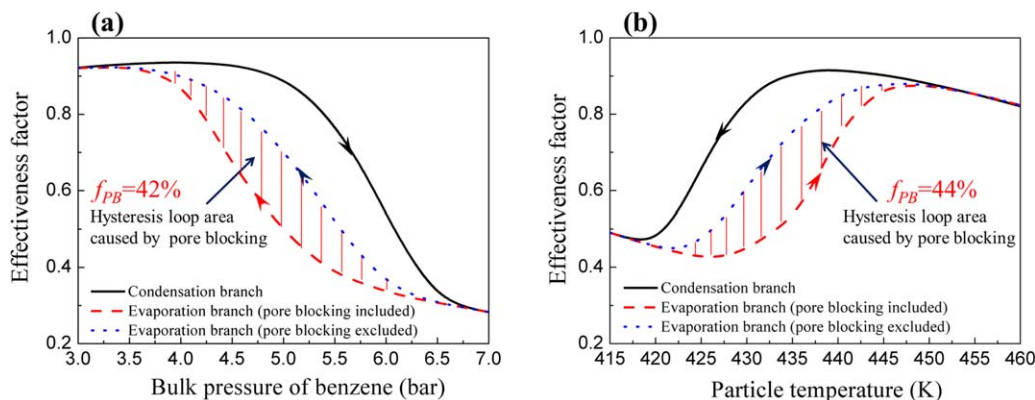 (a)
1.0
0.8
0.6
0.4
0.2
Effectiveness factor
f_PB=42%
Hysteresis loop area
caused by pore blocking
Condensation branch
Evaporation branch (pore blocking included)
Evaporation branch (pore blocking excluded)
3.0 3.5 4.0 4.5 5.0 5.5 6.0 6.5 7.0
Bulk pressure of benzene (bar)
(b)
1.0
0.8
0.6
0.4
0.2
Effectiveness factor
f_PB=44%
Hysteresis loop area
caused by pore blocking
Condensation branch
Evaporation branch (pore blocking included)
Evaporation branch (pore blocking excluded)
415 420 425 430 435 440 445 450 455 460
Particle temperature (K)